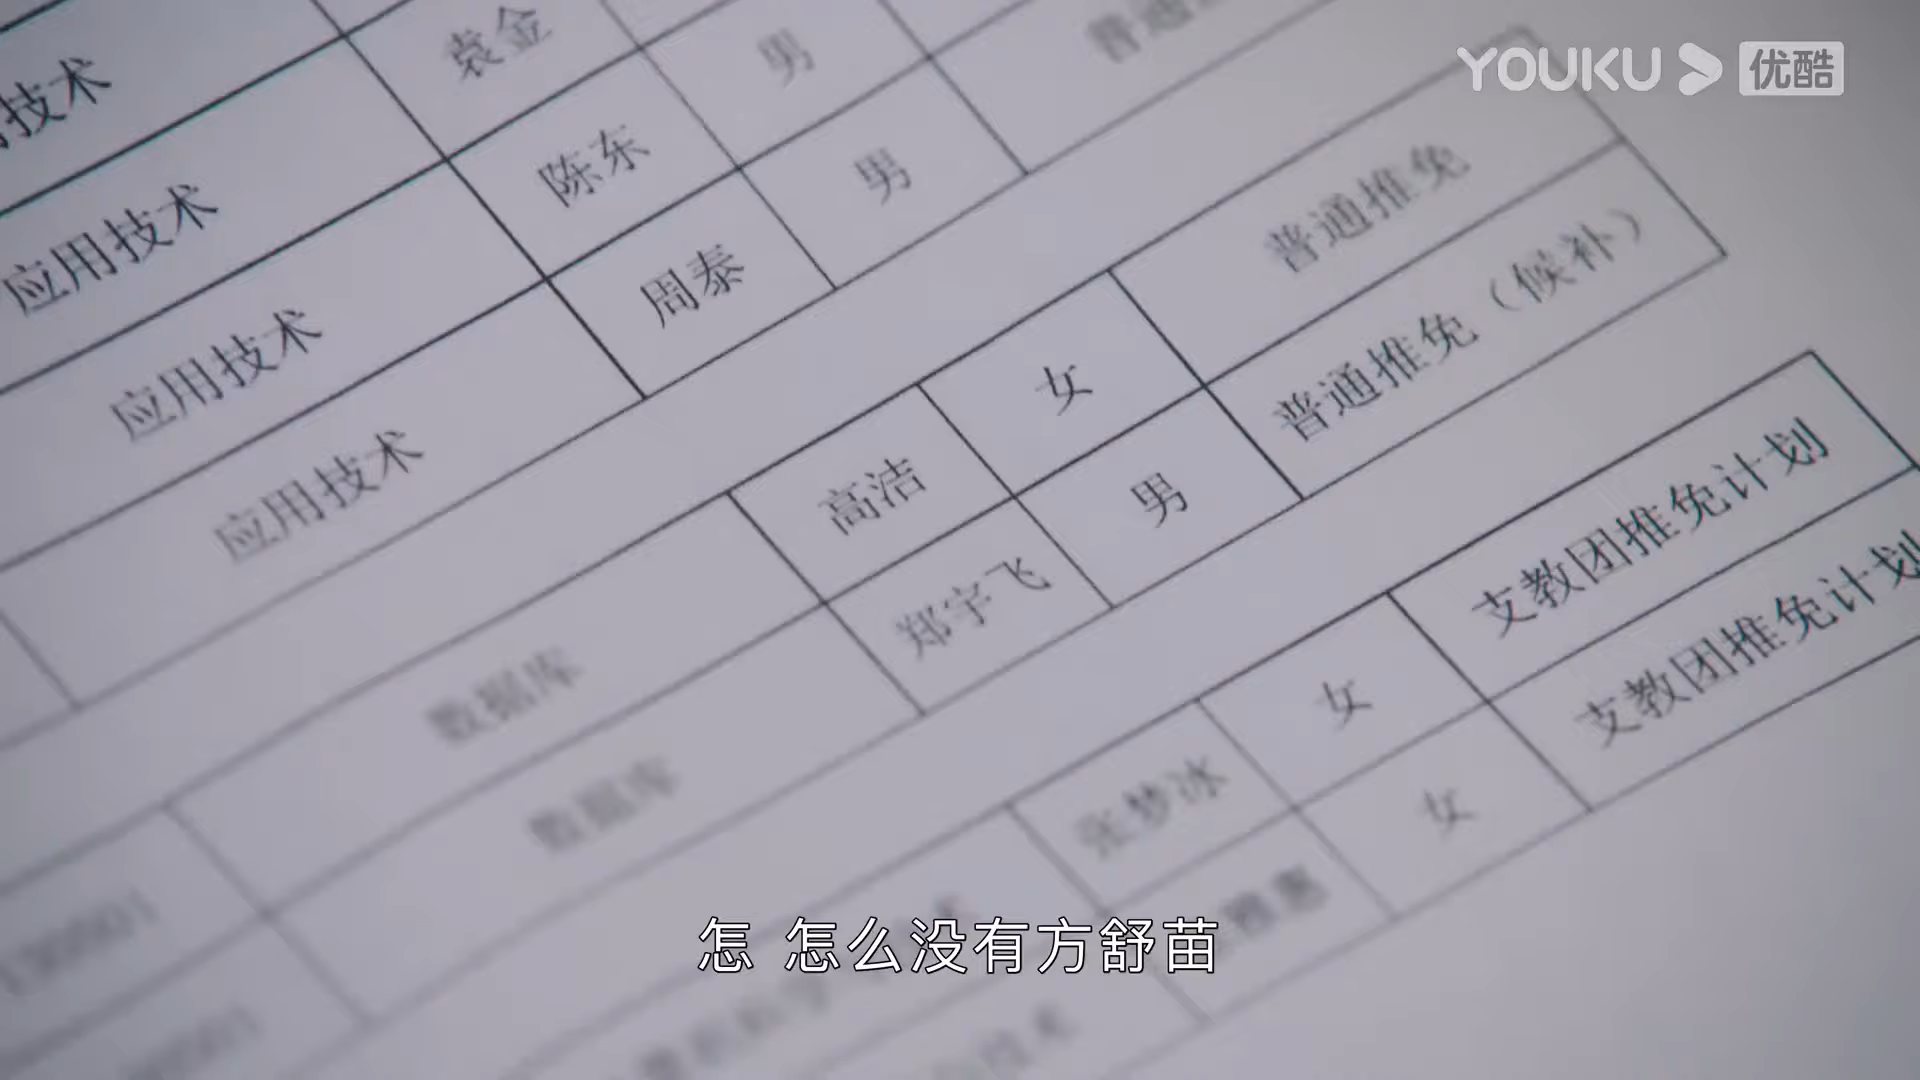 YOUKU 优酷
技术 袁金 男 普通
应用技术 陈东 男
应用技术 周泰
应用技术
数据库 高洁 女 普通推免
数据库 郑宇飞 男 普通推免（候补）
张梦冰 女 支教团推免计划
女 支教团推免计划
怎 怎么没有方舒苗